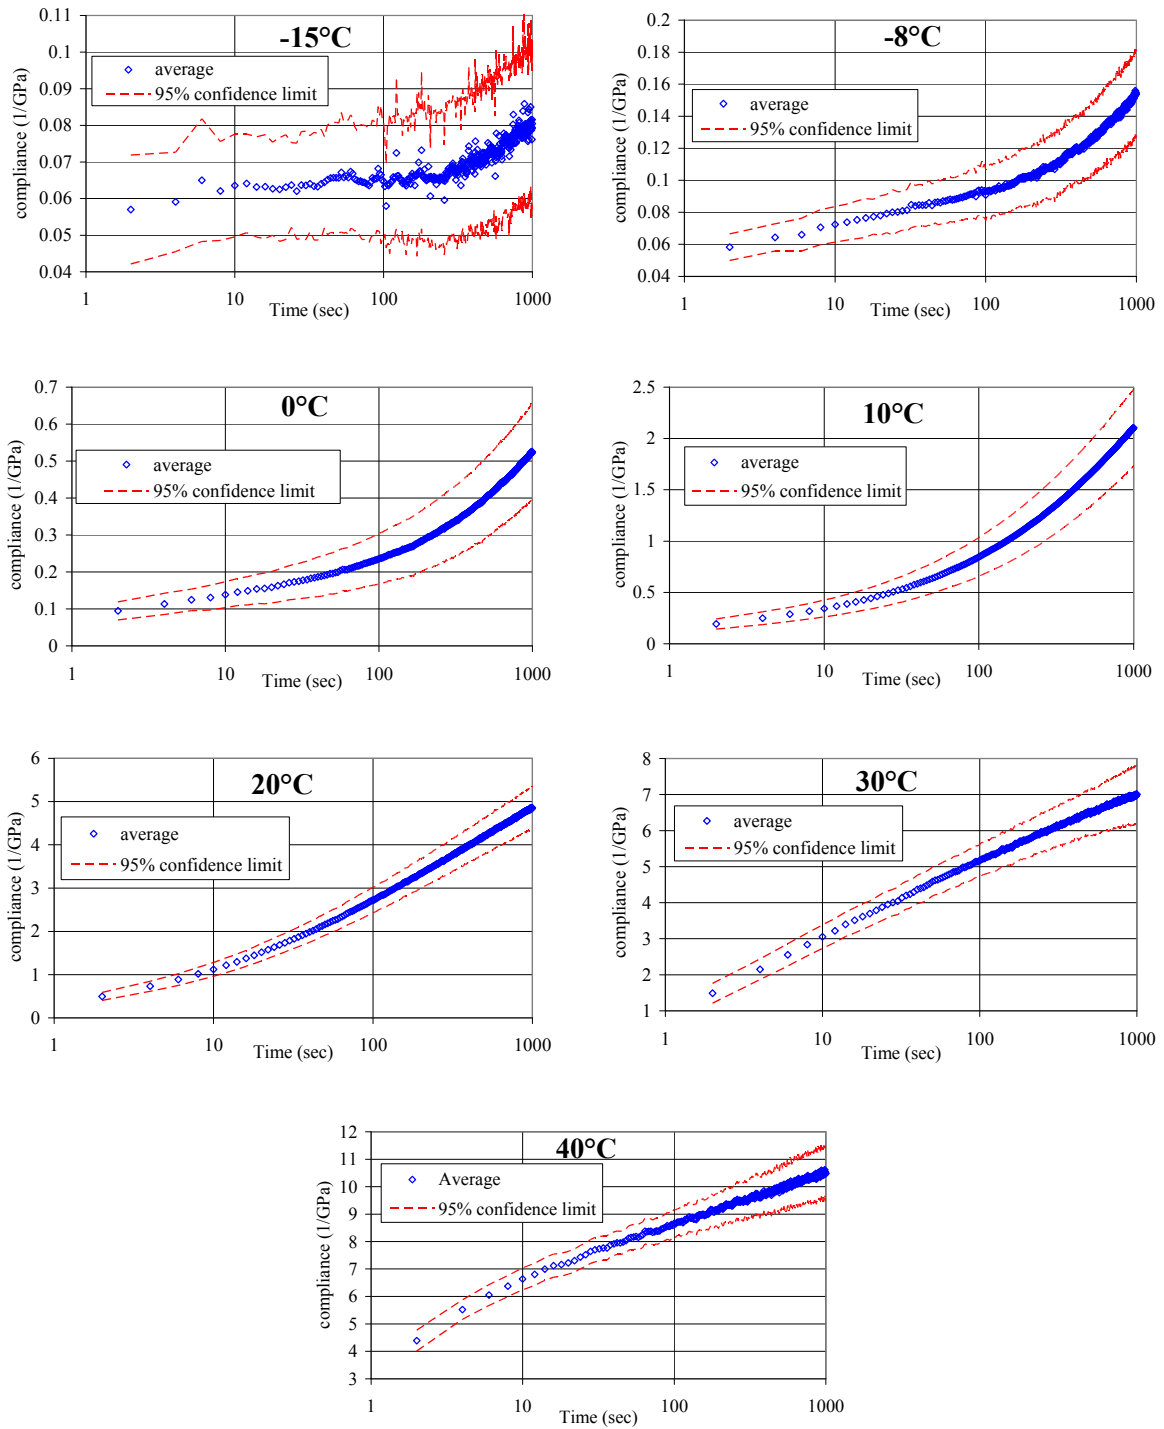 -15°C
0.11
0.1
0.09
0.08
0.07
0.06
0.05
0.04
compliance (1/GPa)
average
95% confidence limit
1 10 100 1000
Time (sec)
-8°C
0.2
0.18
0.16
0.14
0.12
0.1
0.08
0.06
0.04
compliance (1/GPa)
average
95% confidence limit
1 10 100 1000
Time (sec)
0°C
0.7
0.6
0.5
0.4
0.3
0.2
0.1
0
compliance (1/GPa)
average
95% confidence limit
1 10 100 1000
Time (sec)
10°C
2.5
2
1.5
1
0.5
0
compliance (1/GPa)
average
95% confidence limit
1 10 100 1000
Time (sec)
20°C
6
5
4
3
2
1
0
compliance (1/GPa)
average
95% confidence limit
1 10 100 1000
Time (sec)
30°C
8
7
6
5
4
3
2
1
compliance (1/GPa)
average
95% confidence limit
1 10 100 1000
Time (sec)
40°C
12
11
10
9
8
7
6
5
4
3
compliance (1/GPa)
Average
95% confidence limit
1 10 100 1000
Time (sec)